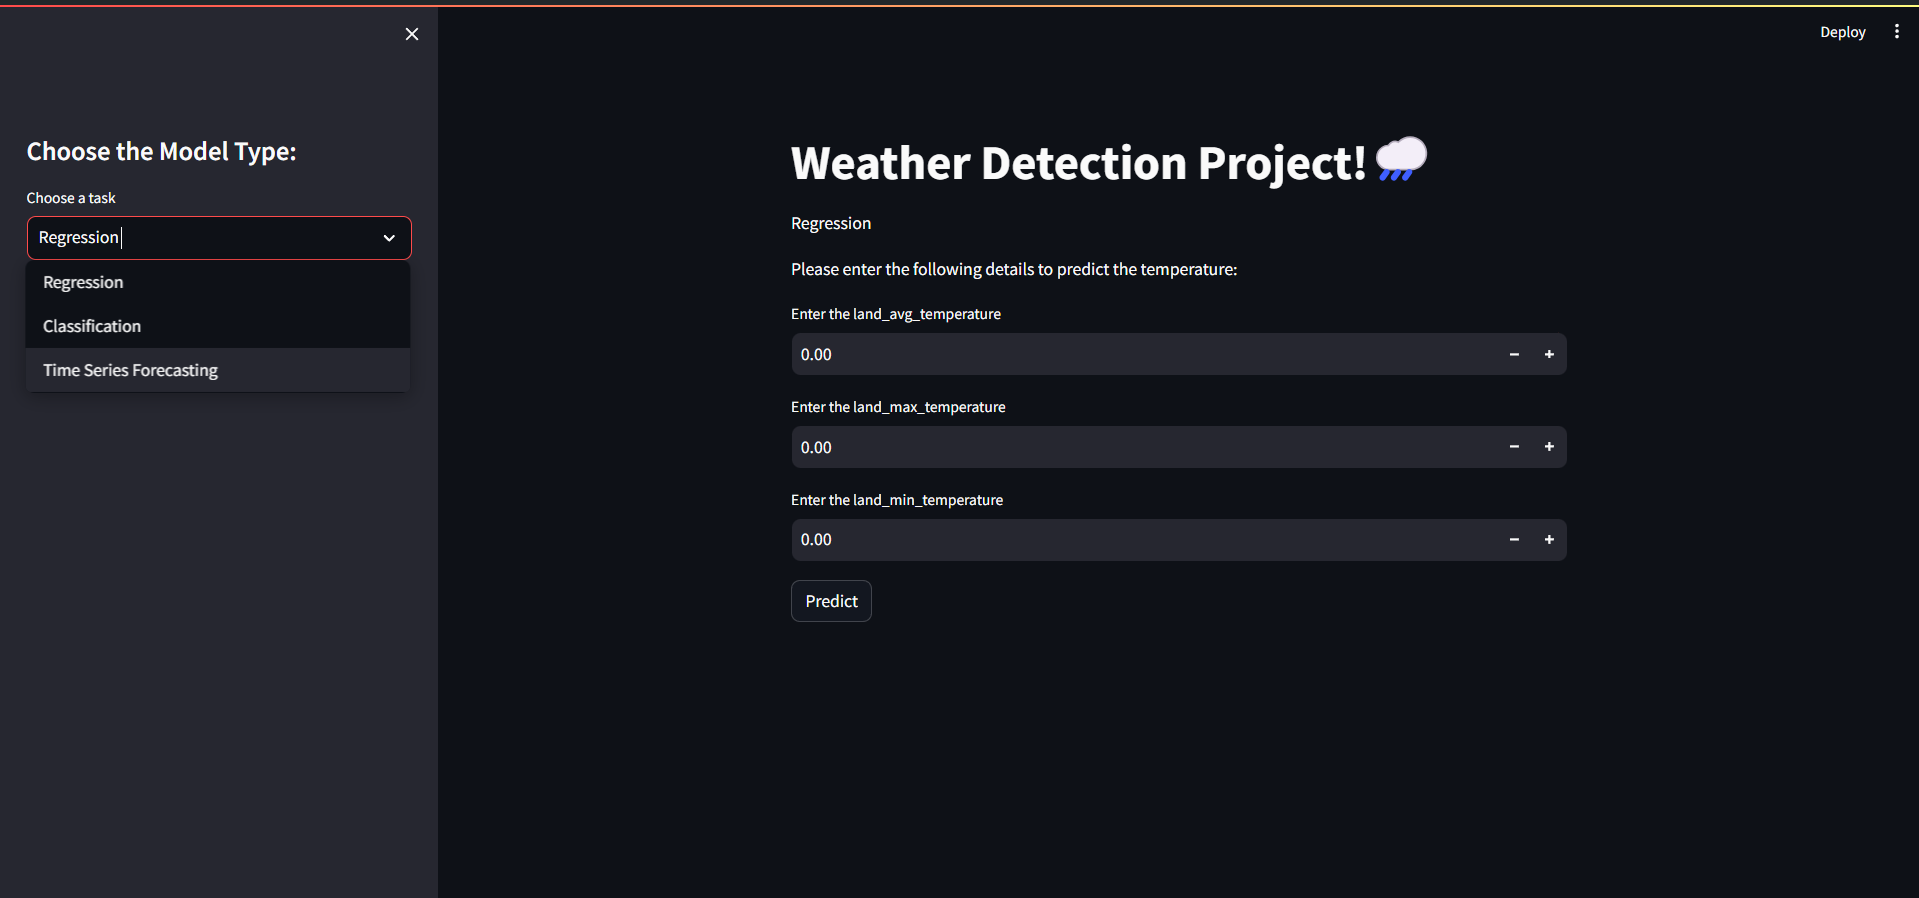 Deploy
Choose the Model Type:
Choose a task
Regression
Regression
Classification
Time Series Forecasting
Weather Detection Project!
Regression
Please enter the following details to predict the temperature:
Enter the land_avg_temperature
0.00
Enter the land_max_temperature
0.00
Enter the land_min_temperature
0.00
Predict